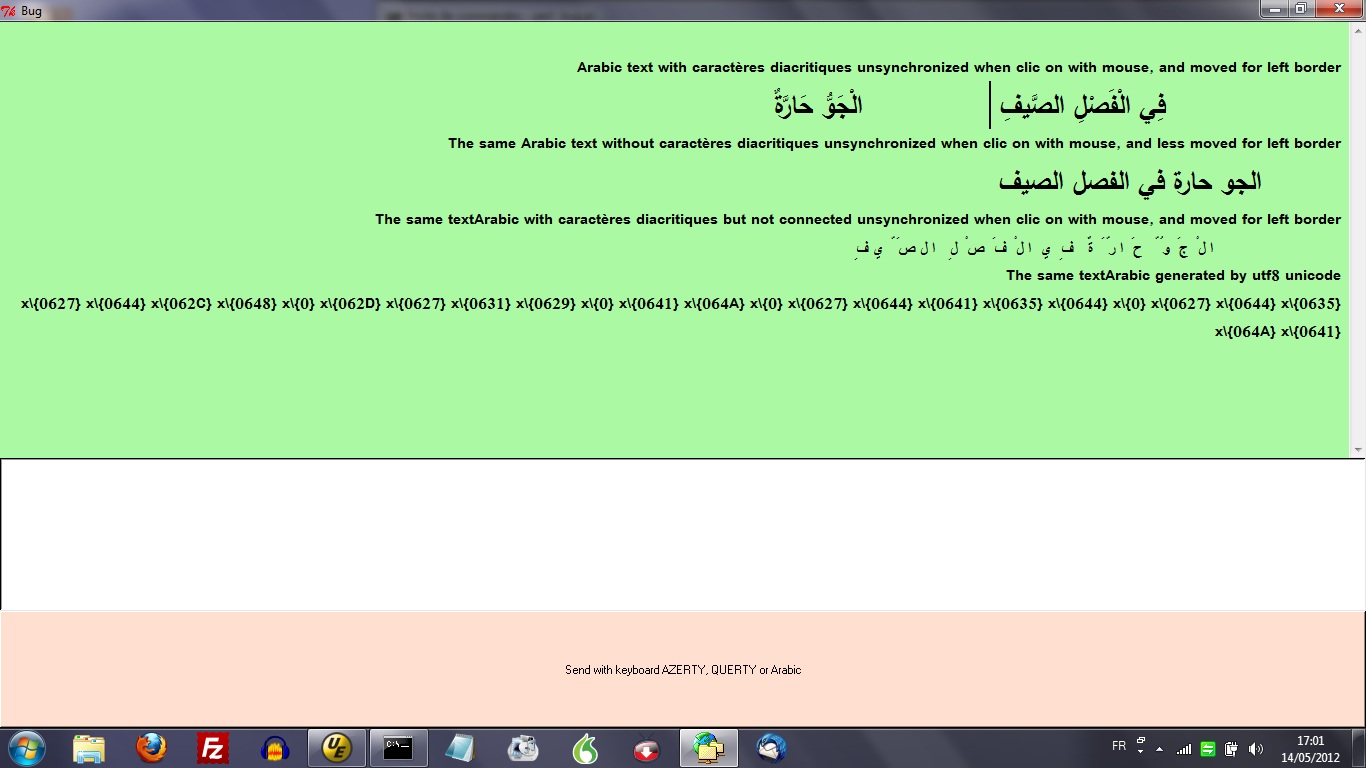 Bug
Arabic text with caractères diacritiques unsynchronized when clic on with mouse, and moved for left border
فِي الْفَصْلِ الصَّيفِ الْجَوُّ حَارَّةٌ
The same Arabic text without caractères diacritiques unsynchronized when clic on with mouse, and less moved for left border
الجو حارة في الفصل الصيف
The same textArabic with caractères diacritiques but not connected unsynchronized when clic on with mouse, and moved for left border
ال ْ ج َ و ُ ّ ح َ ار ّ َ ة ٌ ف ِ ي ال ْ ف َ ص ْ ل ِ ال ص َ ّ ي ف ِ
The same textArabic generated by utf8 unicode
x\{0627} x\{0644} x\{062C} x\{0648} x\{0} x\{062D} x\{0627} x\{0631} x\{0629} x\{0} x\{0641} x\{064A} x\{0} x\{0627} x\{0644} x\{0641} x\{0635} x\{0644} x\{0} x\{0627} x\{0644} x\{0635}
x\{064A} x\{0641}
Send with keyboard AZERTY, QUERTY or Arabic
FR
17:01
14/05/2012